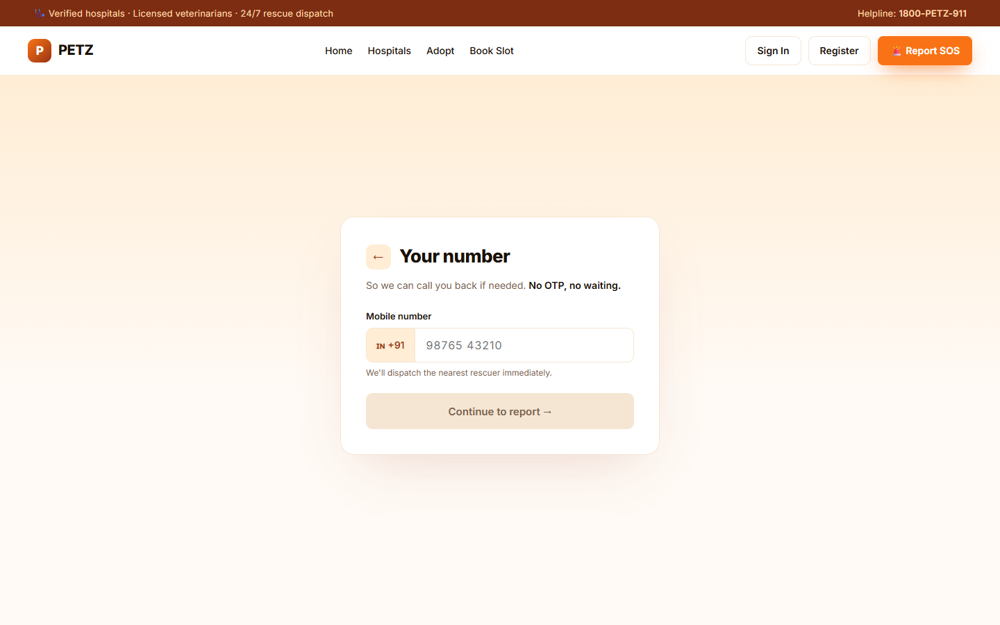 Verified hospitals · Licensed veterinarians · 24/7 rescue dispatch
Helpline: 1800-PETZ-911
P PETZ
Home Hospitals Adopt Book Slot
Sign In Register Report SOS
← Your number
So we can call you back if needed. No OTP, no waiting.
Mobile number
IN +91 98765 43210
We'll dispatch the nearest rescuer immediately.
Continue to report →